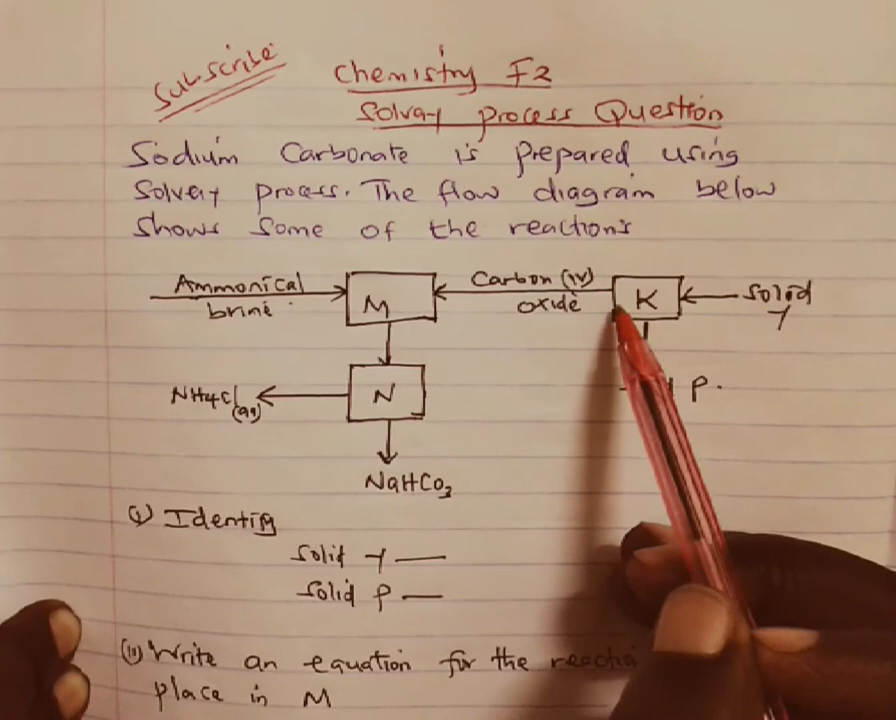 Subscribe
Chemistry F2
Solvay process Question
Sodium Carbonate is prepared using
Solvay process. The flow diagram below
shows some of the reactions
Ammonical
brine
M
Carbon (iv)
oxide
K
Solid
Y
NH4Cl(aq)
N
P.
NaHCO3
(i) Identify
Solid Y —
Solid P —
(ii) Write an equation for the
place in M